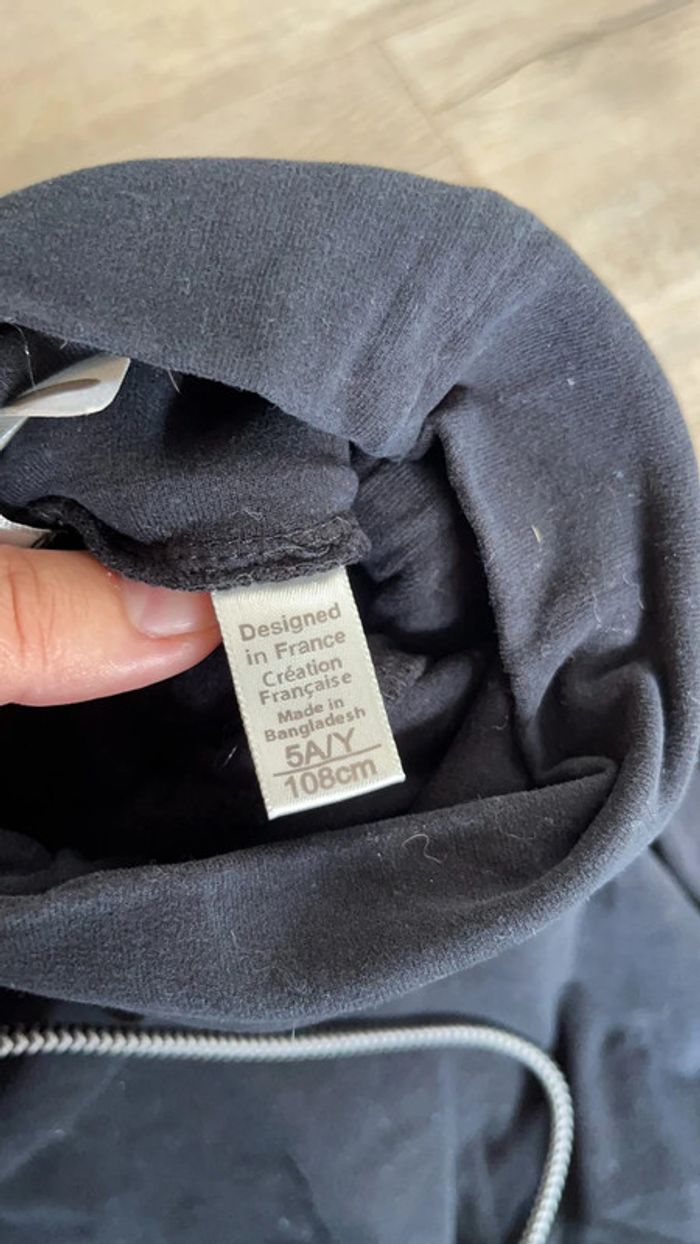 Designed
in France
Création
Française
Made in
Bangladesh
5A/Y
108cm